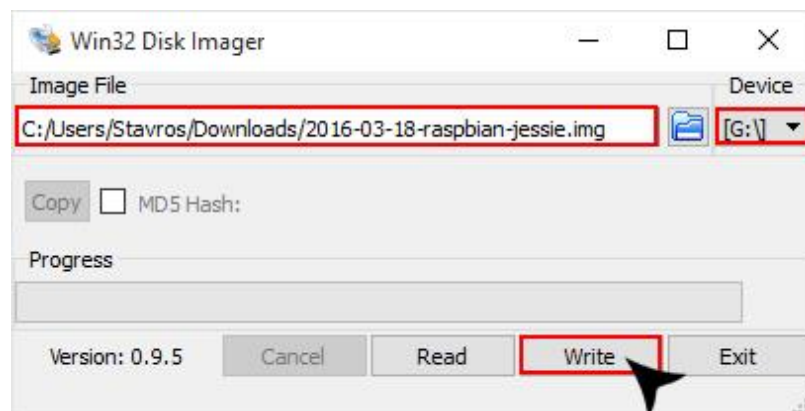 Win32 Disk Imager
Image File
Device
C:/Users/Stavros/Downloads/2016-03-18-raspbian-jessie.img
[G:\]
Copy MD5 Hash:
Progress
Version: 0.9.5 Cancel Read Write Exit